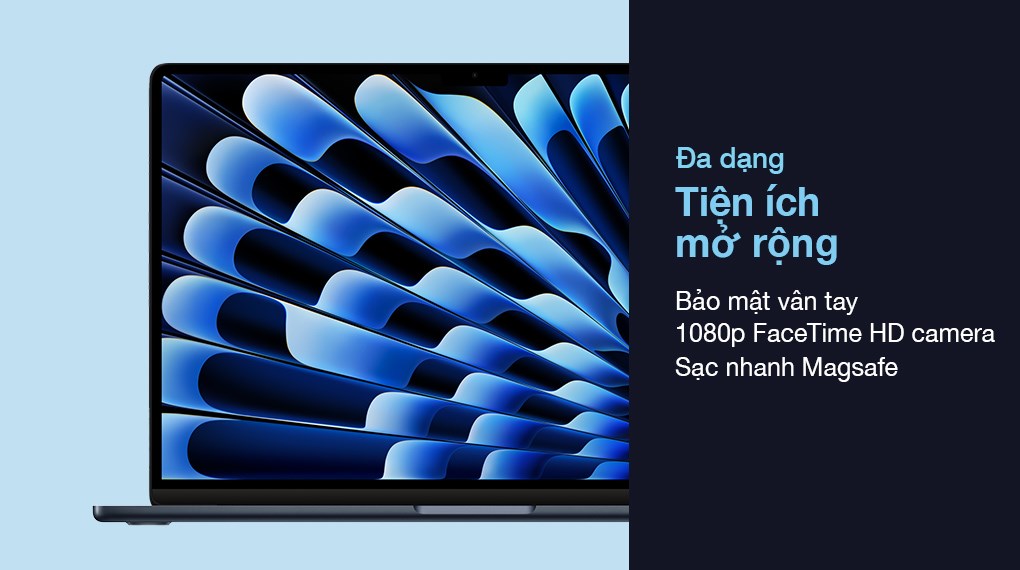 Đa dạng
Tiện ích
mở rộng
Bảo mật vân tay
1080p FaceTime HD camera
Sạc nhanh Magsafe